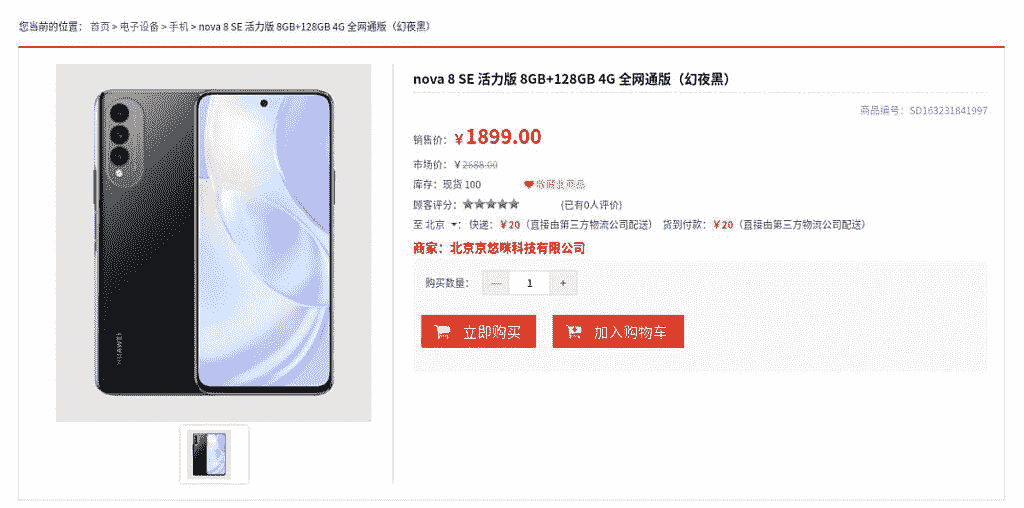 您当前的位置： 首页 > 电子设备 > 手机 > nova 8 SE 活力版 8GB+128GB 4G 全网通版（幻夜黑）
nova 8 SE 活力版 8GB+128GB 4G 全网通版（幻夜黑）
商品编号：SD163231841997
销售价：￥1899.00
市场价：￥2688.00
库存：现货 100 收藏此商品
顾客评分： (已有0人评价)
至 北京 ： 快递：￥20（直接由第三方物流公司配送） 货到付款：￥20（直接由第三方物流公司配送）
商家：北京京悠咪科技有限公司
购买数量： — 1 +
立即购买 加入购物车
HUAWEI